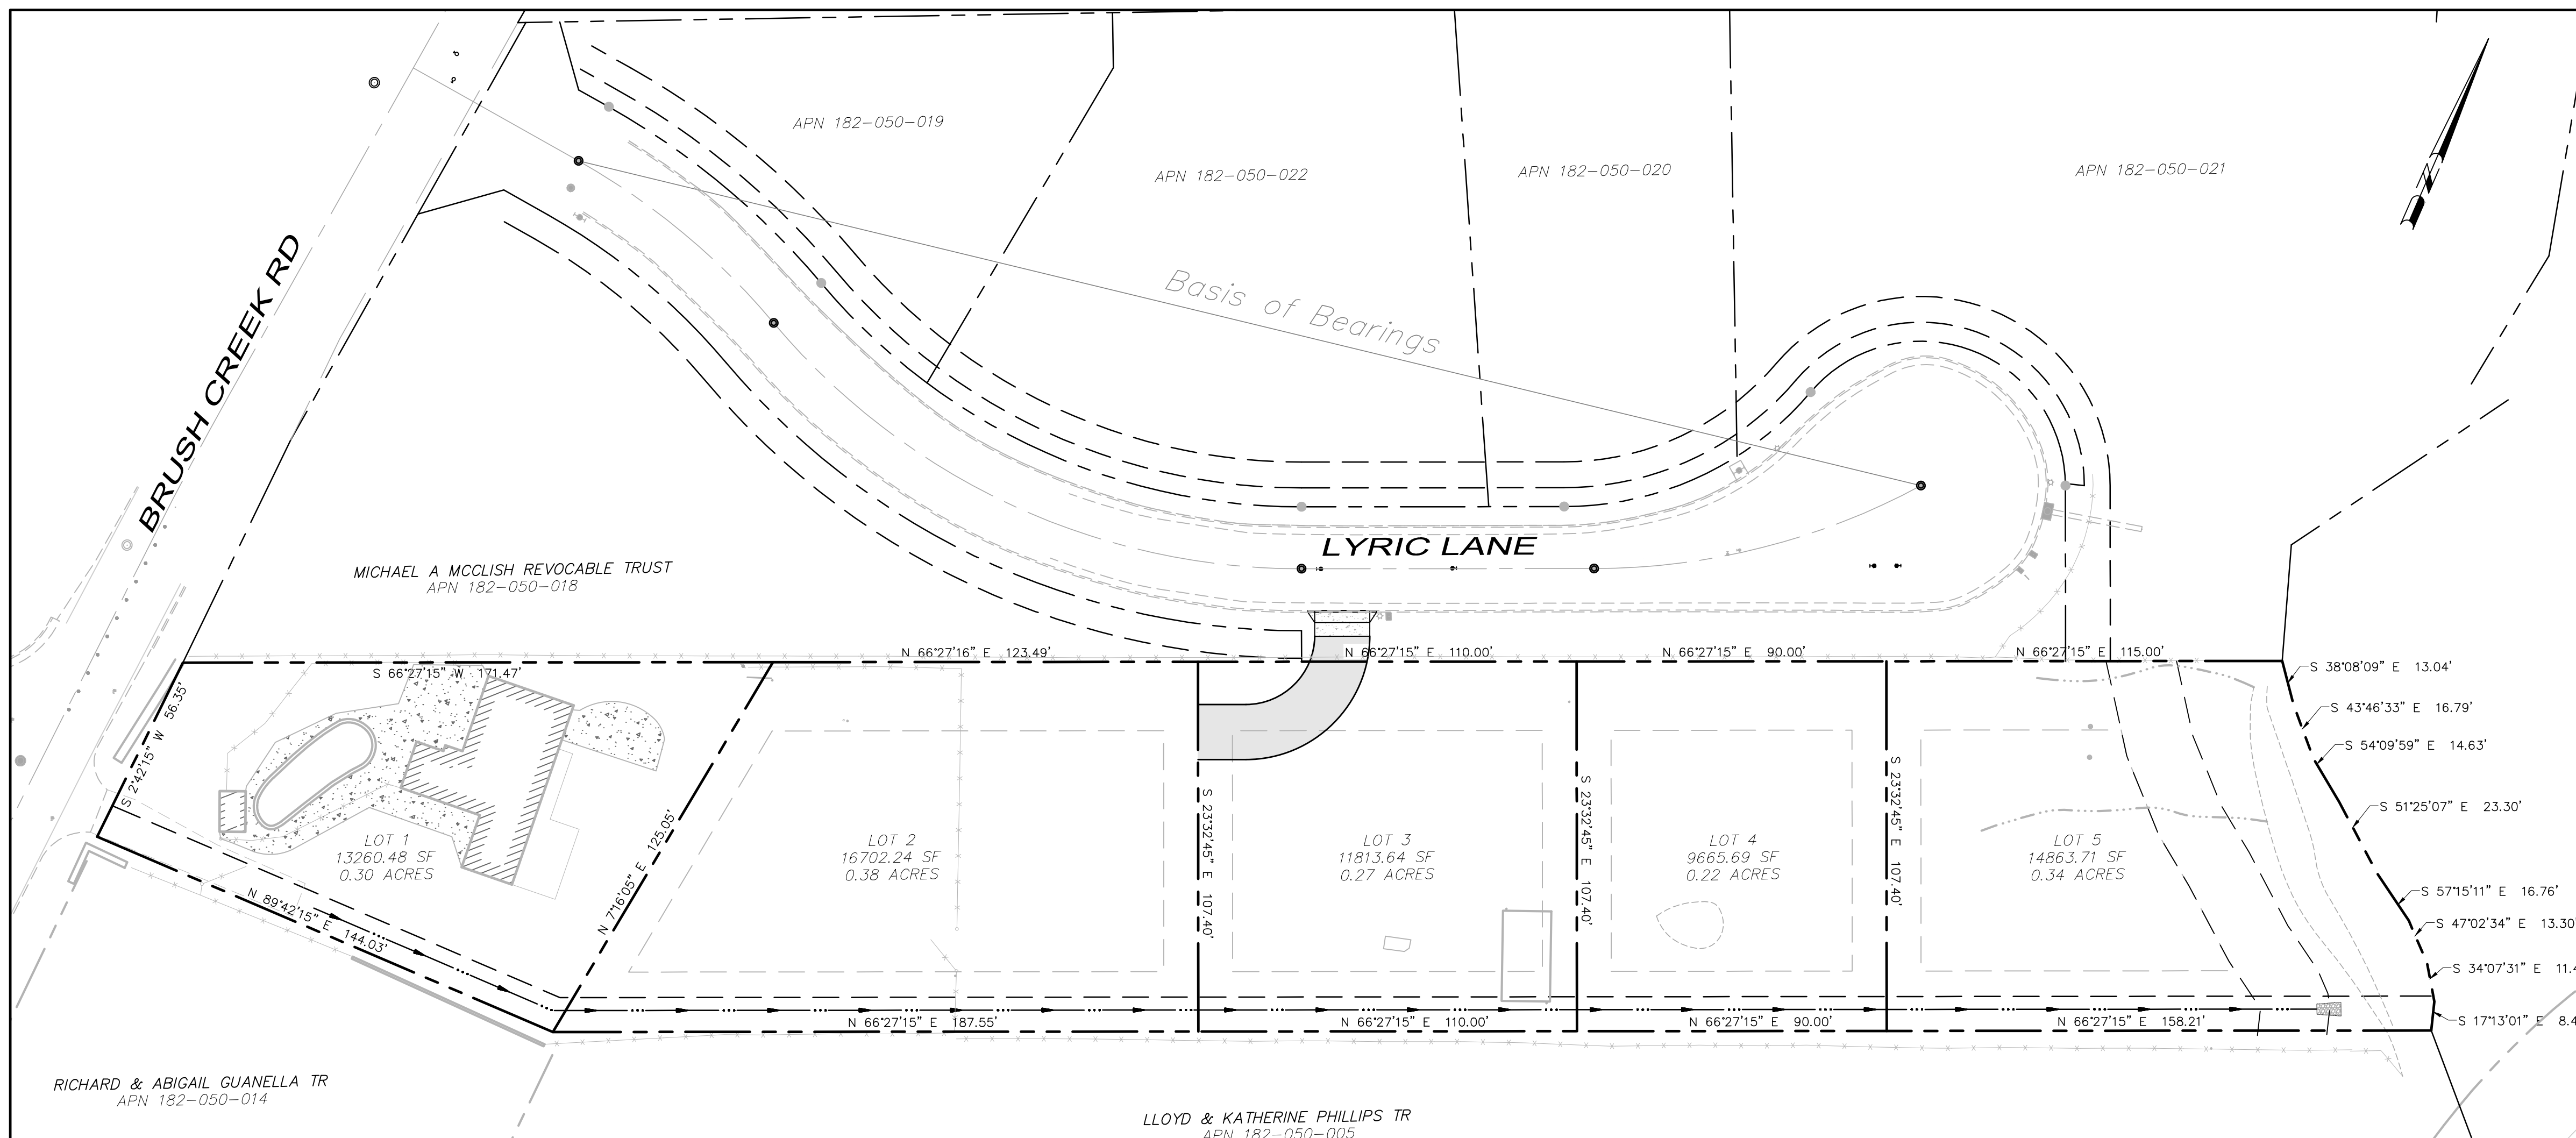 APN 182-050-019
APN 182-050-022
APN 182-050-020
APN 182-050-021
N
Basis of Bearings
BRUSH CREEK RD
LYRIC LANE
MICHAEL A MCCLISH REVOCABLE TRUST
APN 182-050-018
N 66°27'16" E 123.49'
N 66°27'15" E 110.00'
N 66°27'15" E 90.00'
N 66°27'15" E 115.00'
S 66°27'15" W 171.47'
S 2°42'15" W 56.35'
N 7°16'05" E 125.05'
N 89°42'15" E 144.03'
S 23°32'45" E 107.40'
S 23°32'45" E 107.40'
S 23°32'45" E 107.40'
S 38°08'09" E 13.04'
S 43°46'33" E 16.79'
S 54°09'59" E 14.63'
S 51°25'07" E 23.30'
S 57°15'11" E 16.76'
S 47°02'34" E 13.30'
S 34°07'31" E 11.4
S 17°13'01" E 8.4
LOT 1
13260.48 SF
0.30 ACRES
LOT 2
16702.24 SF
0.38 ACRES
LOT 3
11813.64 SF
0.27 ACRES
LOT 4
9665.69 SF
0.22 ACRES
LOT 5
14863.71 SF
0.34 ACRES
N 66°27'15" E 187.55'
N 66°27'15" E 110.00'
N 66°27'15" E 90.00'
N 66°27'15" E 158.21'
RICHARD & ABIGAIL GUANELLA TR
APN 182-050-014
LLOYD & KATHERINE PHILLIPS TR
APN 182-050-005